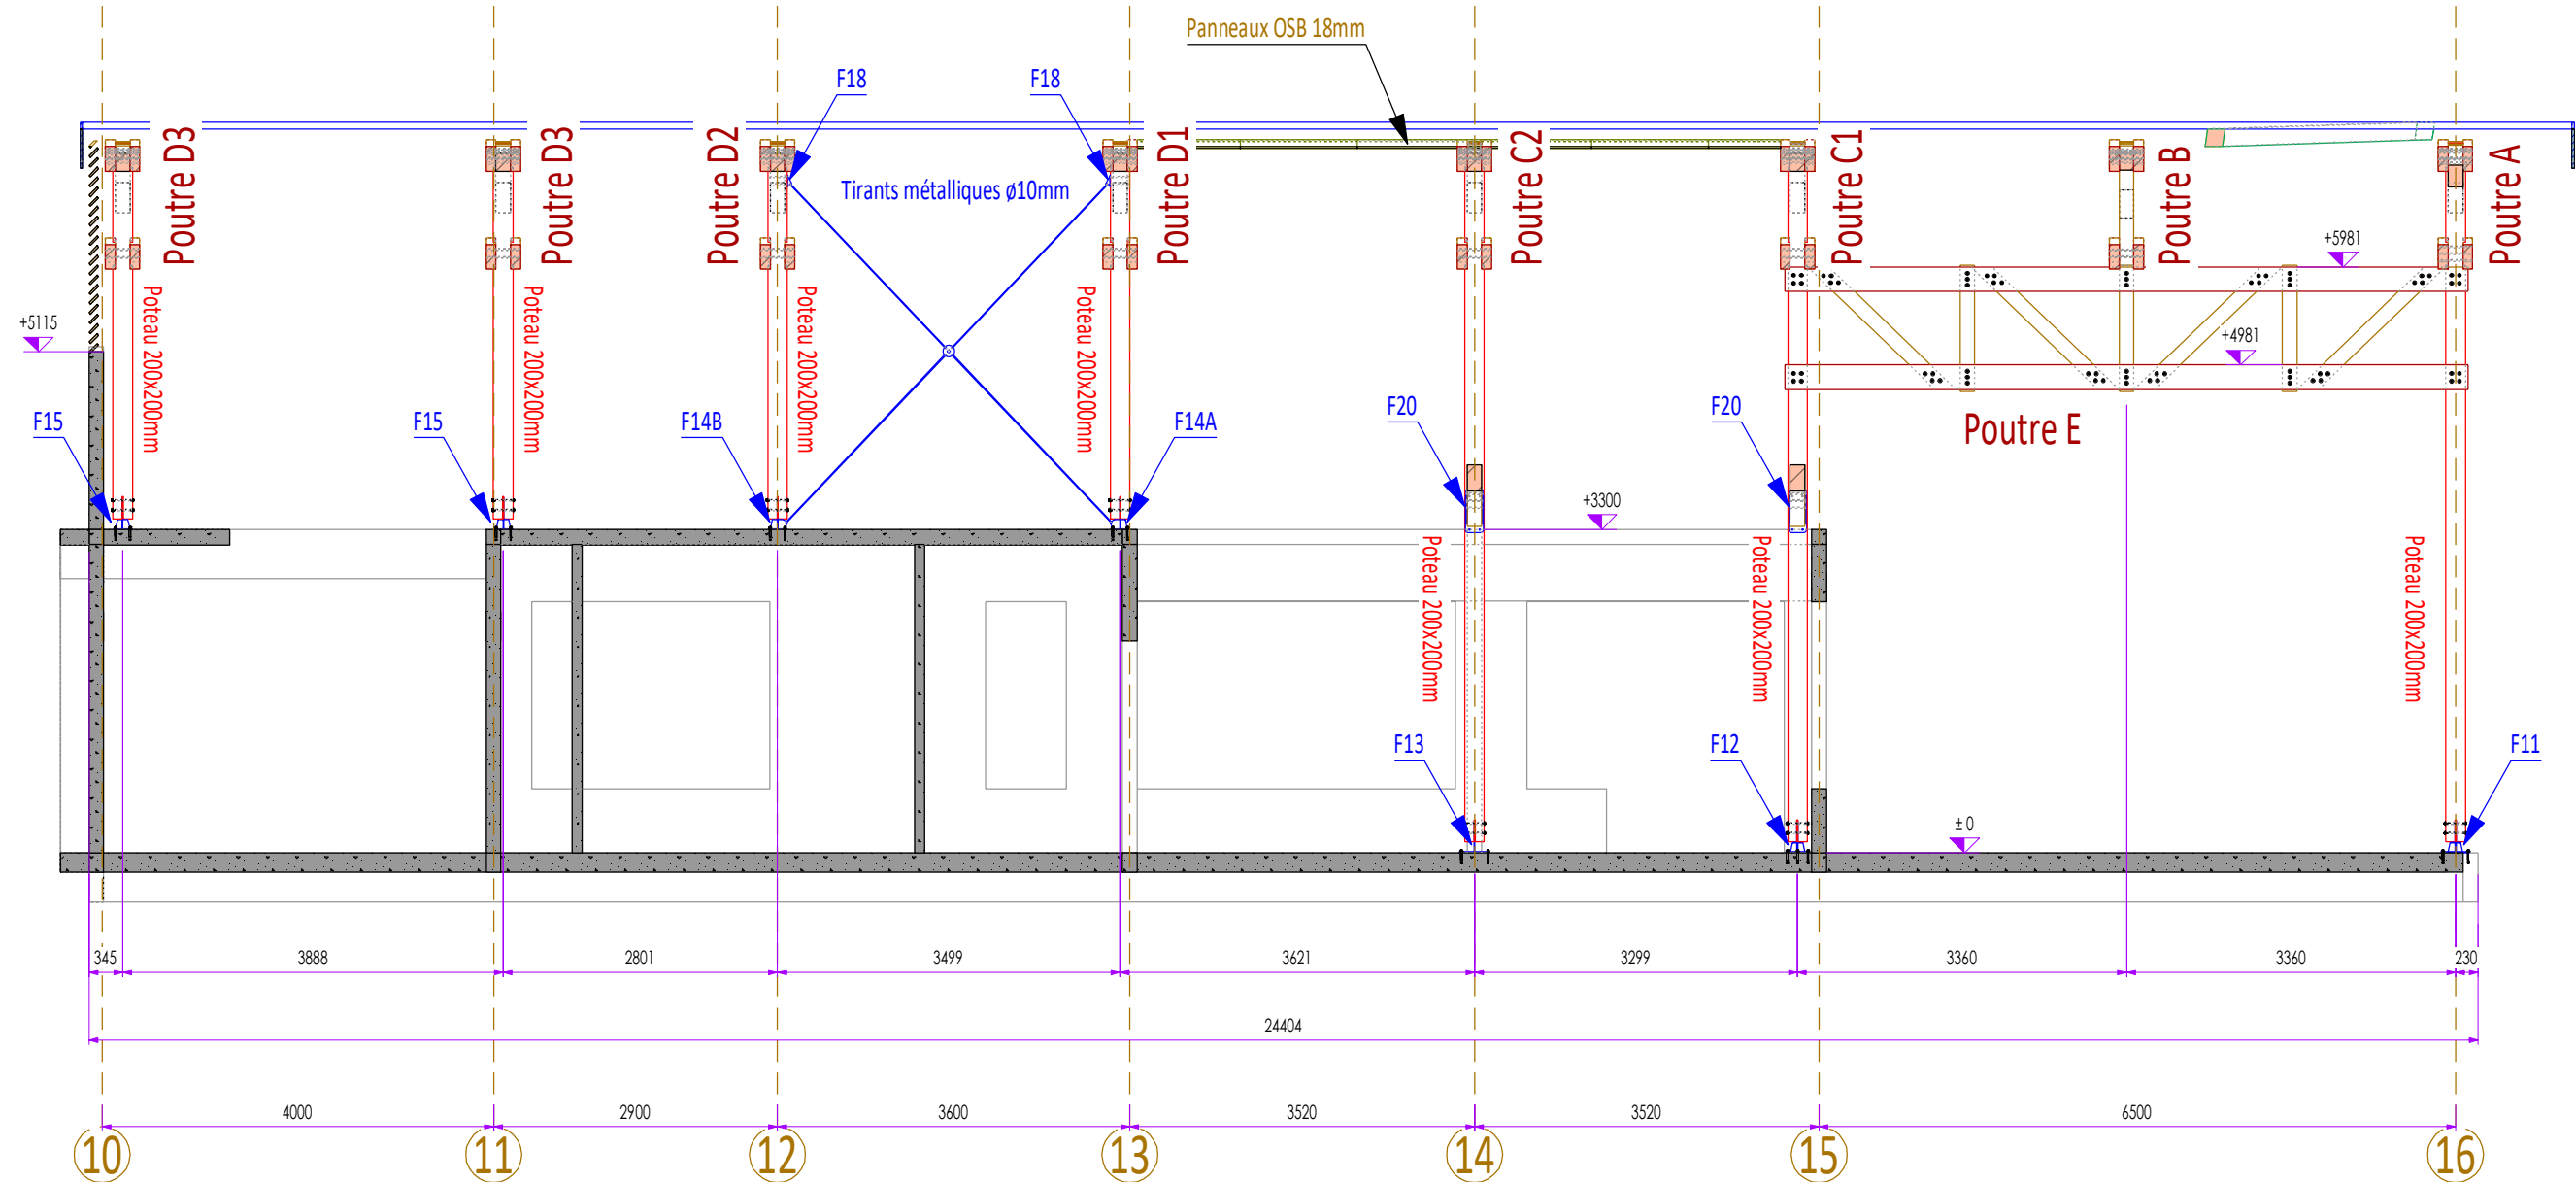 Panneaux OSB 18mm
F18
F18
Poutre D3
Poutre D3
Poutre D2
Poutre D1
Poutre C2
Poutre C1
Poutre B
Poutre A
Tirants métalliques ø10mm
+5981
+5115
+4981
Poteau 200x200mm
Poteau 200x200mm
Poteau 200x200mm
Poteau 200x200mm
F15
F15
F14B
F14A
F20
F20
Poutre E
+3300
Poteau 200x200mm
Poteau 200x200mm
Poteau 200x200mm
F13
F12
F11
±0
345
3888
2801
3499
3621
3299
3360
3360
230
24404
4000
2900
3600
3520
3520
6500
10
11
12
13
14
15
16